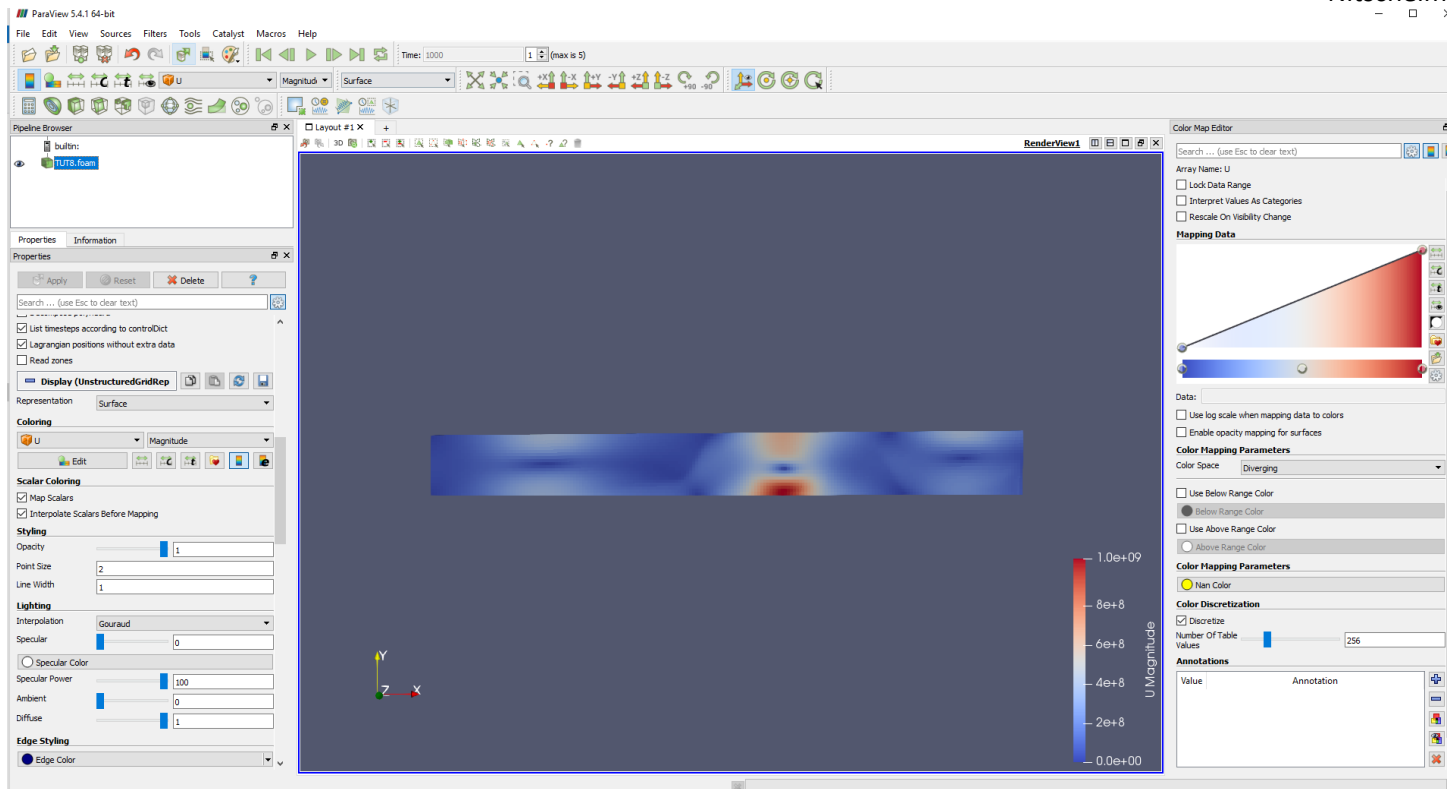 ParaView 5.4.1 64-bit
File Edit View Sources Filters Tools Catalyst Macros Help
Time: 1000 1 (max is 5)
U Magnitud Surface +X -X +Y -Y +Z -Z +90 -90
Pipeline Browser
builtin:
TUT8.foam
Properties Information
Properties
Apply Reset Delete ?
Search ... (use Esc to clear text)
List timesteps according to controlDict
Lagrangian positions without extra data
Read zones
Display (UnstructuredGridRep
Representation Surface
Coloring
U Magnitude
Edit
Scalar Coloring
Map Scalars
Interpolate Scalars Before Mapping
Styling
Opacity 1
Point Size 2
Line Width 1
Lighting
Interpolation Gouraud
Specular 0
Specular Color
Specular Power 100
Ambient 0
Diffuse 1
Edge Styling
Edge Color
Layout #1 X +
3D RenderView1
Y
Z X
1.0e+09
8e+8
6e+8
4e+8
2e+8
0.0e+00
U Magnitude
Color Map Editor
Search ... (use Esc to clear text)
Array Name: U
Lock Data Range
Interpret Values As Categories
Rescale On Visibility Change
Mapping Data
Data:
Use log scale when mapping data to colors
Enable opacity mapping for surfaces
Color Mapping Parameters
Color Space Diverging
Use Below Range Color
Below Range Color
Use Above Range Color
Above Range Color
Color Mapping Parameters
Nan Color
Color Discretization
Discretize
Number Of Table Values 256
Annotations
Value Annotation